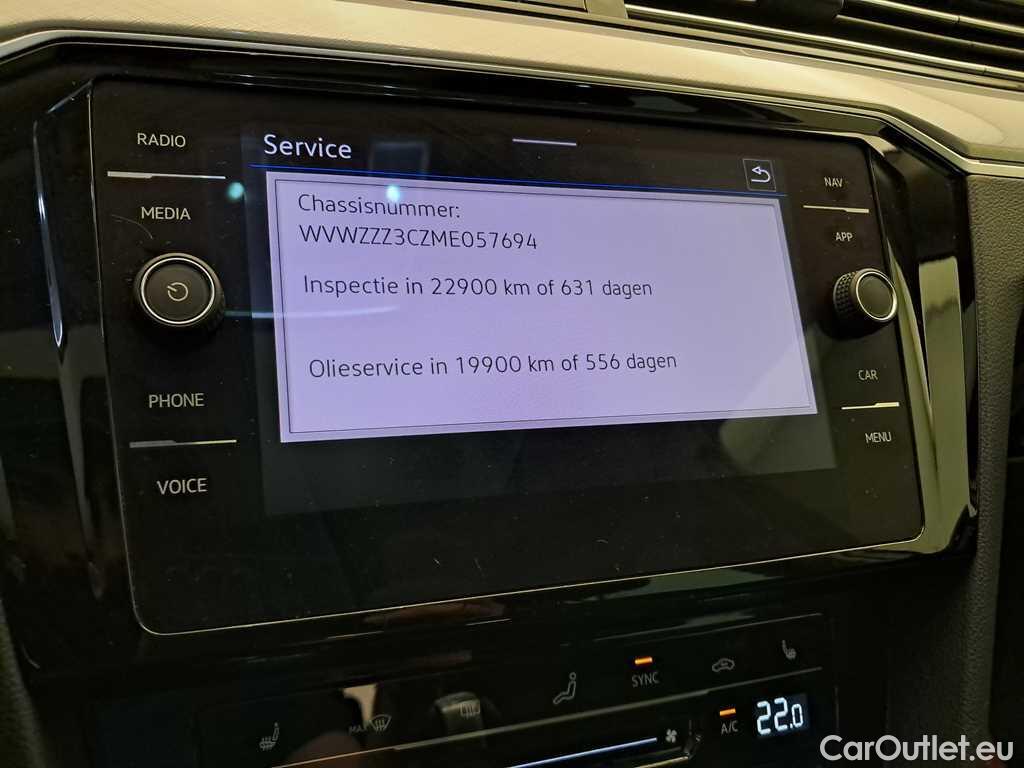 RADIO
MEDIA
PHONE
VOICE
Service
Chassisnummer:
WVWZZZ3CZME057694
Inspectie in 22900 km of 631 dagen
Olieservice in 19900 km of 556 dagen
NAV
APP
CAR
MENU
SYNC
MAX
A/C
22.0
CarOutlet.eu